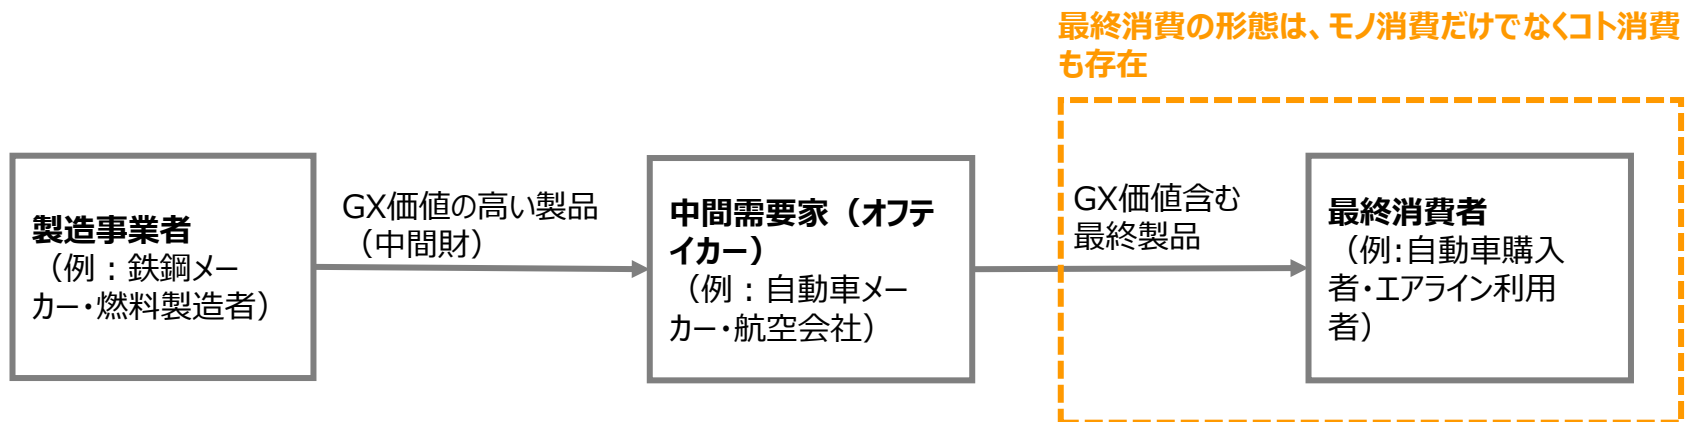 最終消費の形態は、モノ消費だけでなくコト消費
も存在
製造事業者
（例：鉄鋼メー
カー・燃料製造者）
GX価値の高い製品
（中間財）
中間需要家（オフテ
イカー）
（例：自動車メー
カー・航空会社）
GX価値含む
最終製品
最終消費者
（例:自動車購入
者・エアライン利用
者）